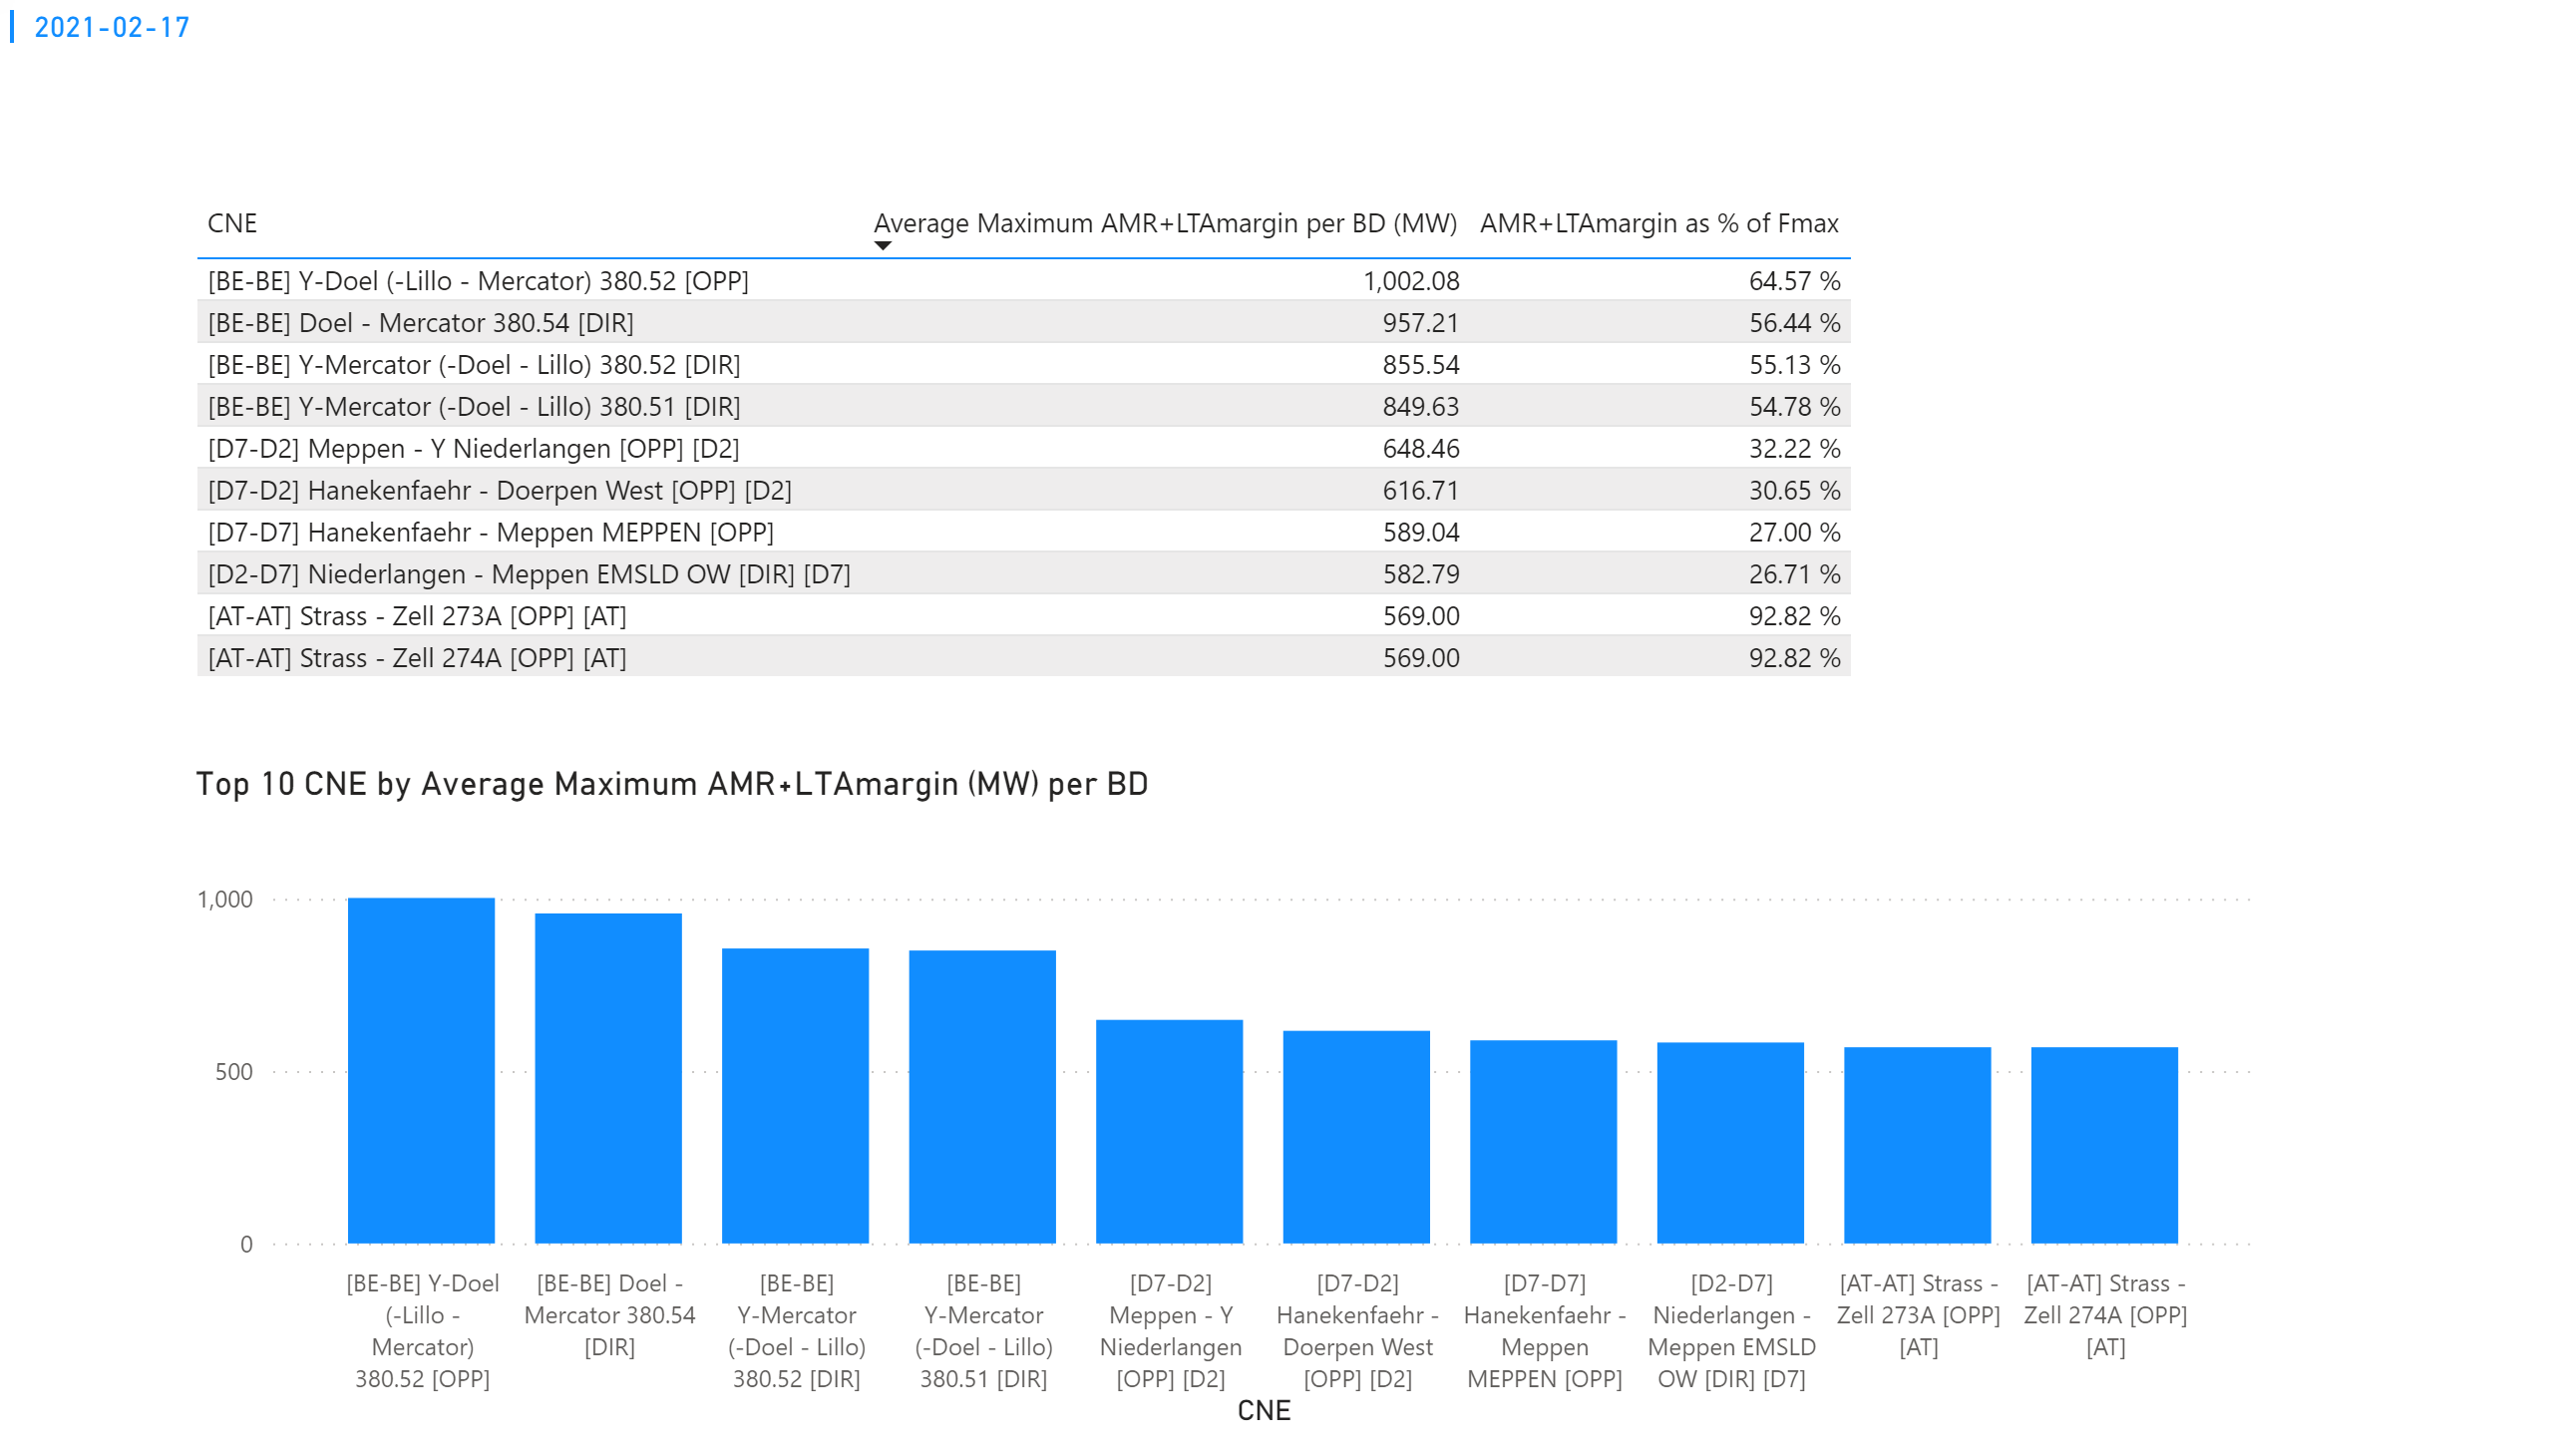 2021-02-17
CNE Average Maximum AMR+LTAmargin per BD (MW) AMR+LTAmargin as % of Fmax
[BE-BE] Y-Doel (-Lillo - Mercator) 380.52 [OPP] 1,002.08 64.57 %
[BE-BE] Doel - Mercator 380.54 [DIR] 957.21 56.44 %
[BE-BE] Y-Mercator (-Doel - Lillo) 380.52 [DIR] 855.54 55.13 %
[BE-BE] Y-Mercator (-Doel - Lillo) 380.51 [DIR] 849.63 54.78 %
[D7-D2] Meppen - Y Niederlangen [OPP] [D2] 648.46 32.22 %
[D7-D2] Hanekenfaehr - Doerpen West [OPP] [D2] 616.71 30.65 %
[D7-D7] Hanekenfaehr - Meppen MEPPEN [OPP] 589.04 27.00 %
[D2-D7] Niederlangen - Meppen EMSLD OW [DIR] [D7] 582.79 26.71 %
[AT-AT] Strass - Zell 273A [OPP] [AT] 569.00 92.82 %
[AT-AT] Strass - Zell 274A [OPP] [AT] 569.00 92.82 %
Top 10 CNE by Average Maximum AMR+LTAmargin (MW) per BD
1,000
500
0
[BE-BE] Y-Doel
(-Lillo -
Mercator)
380.52 [OPP]
[BE-BE] Doel -
Mercator 380.54
[DIR]
[BE-BE]
Y-Mercator
(-Doel - Lillo)
380.52 [DIR]
[BE-BE]
Y-Mercator
(-Doel - Lillo)
380.51 [DIR]
[D7-D2]
Meppen - Y
Niederlangen
[OPP] [D2]
[D7-D2]
Hanekenfaehr -
Doerpen West
[OPP] [D2]
[D7-D7]
Hanekenfaehr -
Meppen
MEPPEN [OPP]
[D2-D7]
Niederlangen -
Meppen EMSLD
OW [DIR] [D7]
[AT-AT] Strass -
Zell 273A [OPP]
[AT]
[AT-AT] Strass -
Zell 274A [OPP]
[AT]
CNE